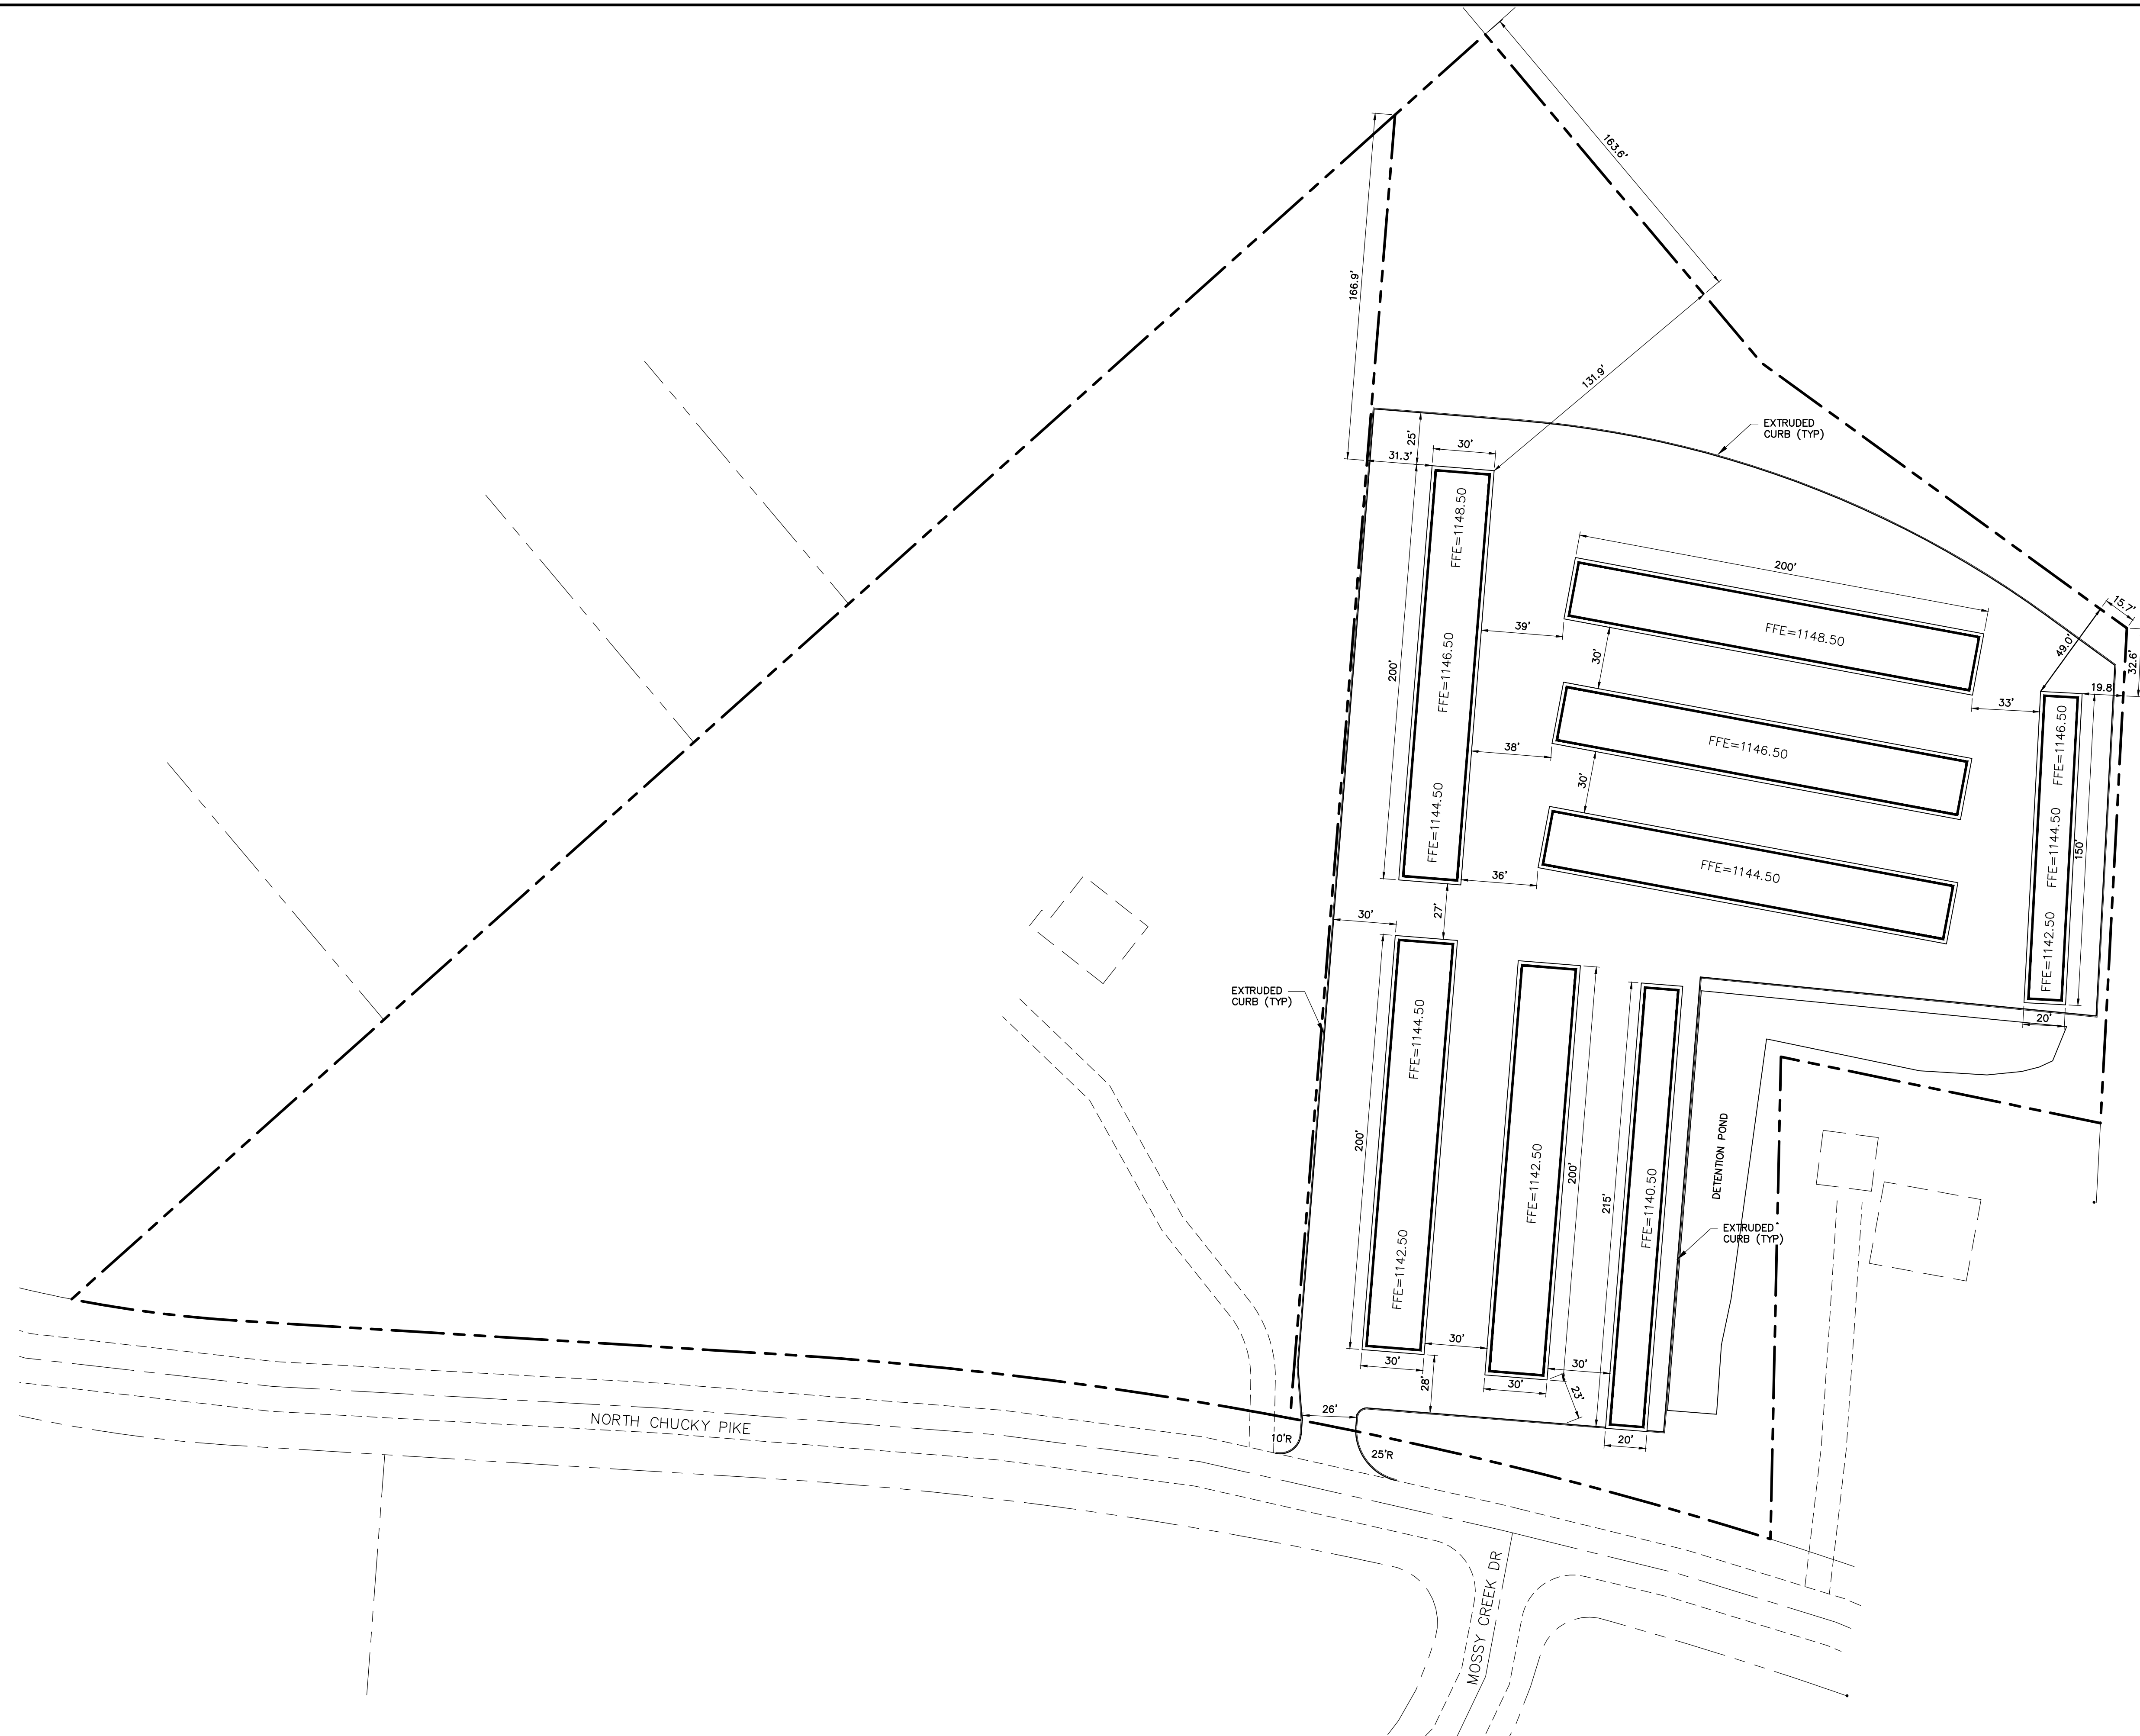 163.6'
166.9'
131.9'
EXTRUDED
CURB (TYP)
25'
30'
31.3'
FFE=1148.50
200'
FFE=1148.50
15.7'
49.0'
32.6'
39'
30'
FFE=1146.50
200'
33'
19.8
38'
FFE=1146.50
FFE=1146.50
30'
FFE=1144.50
FFE=1144.50
FFE=1144.50
150'
36'
27'
30'
FFE=1142.50
20'
EXTRUDED
CURB (TYP)
FFE=1144.50
200'
FFE=1142.50
200'
215'
FFE=1140.50
DETENTION POND
EXTRUDED
CURB (TYP)
FFE=1142.50
30'
30'
28'
30'
30'
23'
26'
10'R
25'R
20'
NORTH CHUCKY PIKE
MOSSY CREEK DR